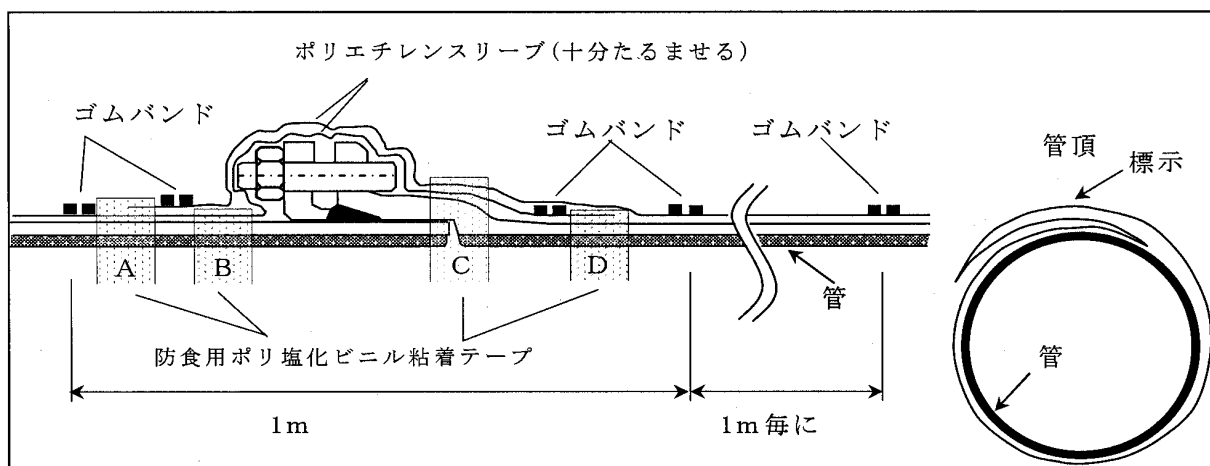 ポリエチレンスリーブ(十分たるませる)
ゴムバンド
ゴムバンド
ゴムバンド
管頂
標示
A
B
C
D
管
防食用ポリ塩化ビニル粘着テープ
管
1m
1m毎に